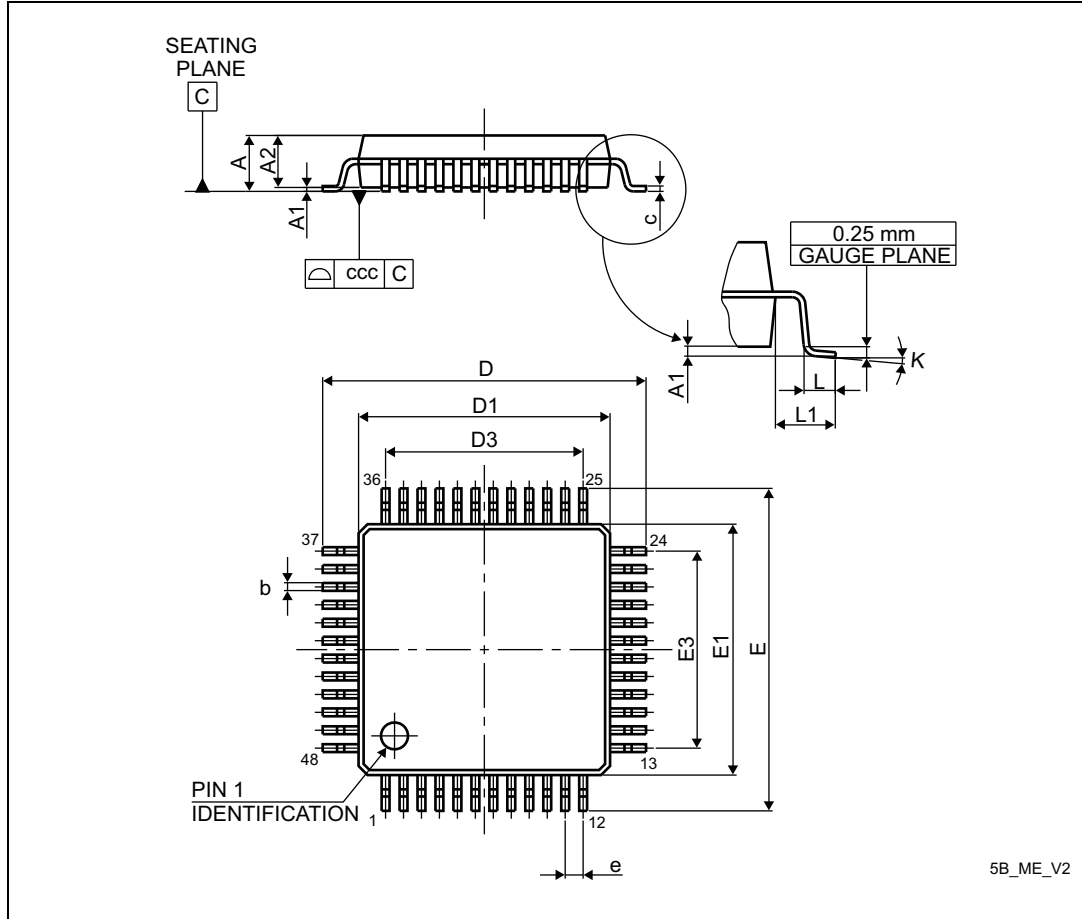 SEATING
PLANE
C
A
A2
A1
c
ccc C
0.25 mm
GAUGE PLANE
A1
K
L
L1
D
D1
D3
36
25
37
24
b
E3
E1
E
48
13
PIN 1
IDENTIFICATION
1
12
e
5B_ME_V2